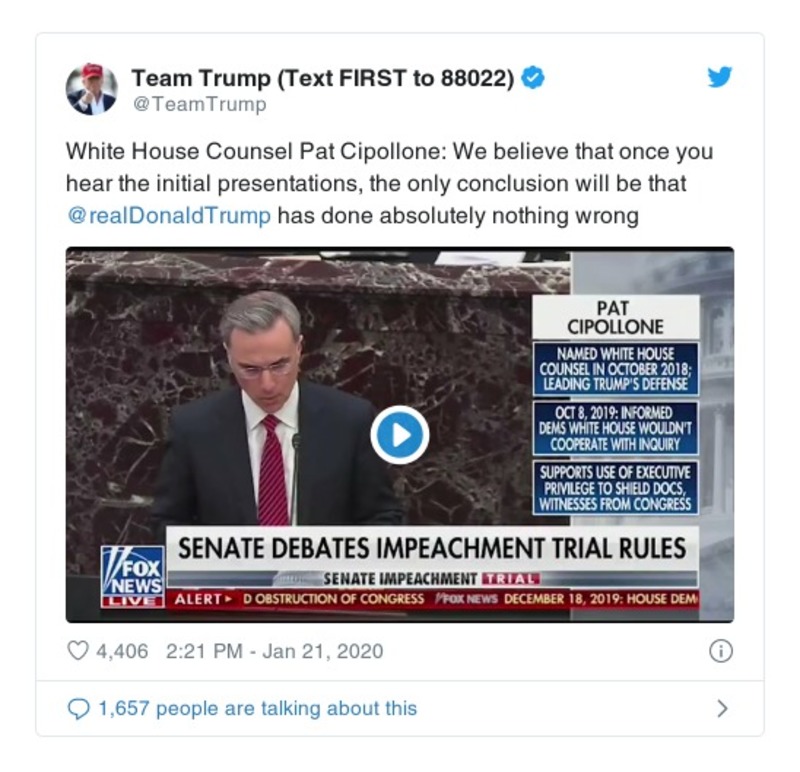 Team Trump (Text FIRST to 88022)
@TeamTrump
White House Counsel Pat Cipollone: We believe that once you
hear the initial presentations, the only conclusion will be that
@realDonaldTrump has done absolutely nothing wrong
PAT
CIPOLLONE
NAMED WHITE HOUSE
COUNSEL IN OCTOBER 2018;
LEADING TRUMP'S DEFENSE
OCT 8, 2019: INFORMED
DEMS WHITE HOUSE WOULDN'T
COOPERATE WITH INQUIRY
SUPPORTS USE OF EXECUTIVE
PRIVILEGE TO SHIELD DOCS,
WITNESSES FROM CONGRESS
SENATE DEBATES IMPEACHMENT TRIAL RULES
SENATE IMPEACHMENT TRIAL
FOX
NEWS
LIVE
ALERT D OBSTRUCTION OF CONGRESS FOX NEWS DECEMBER 18, 2019: HOUSE DEM
4,406 2:21 PM - Jan 21, 2020
1,657 people are talking about this